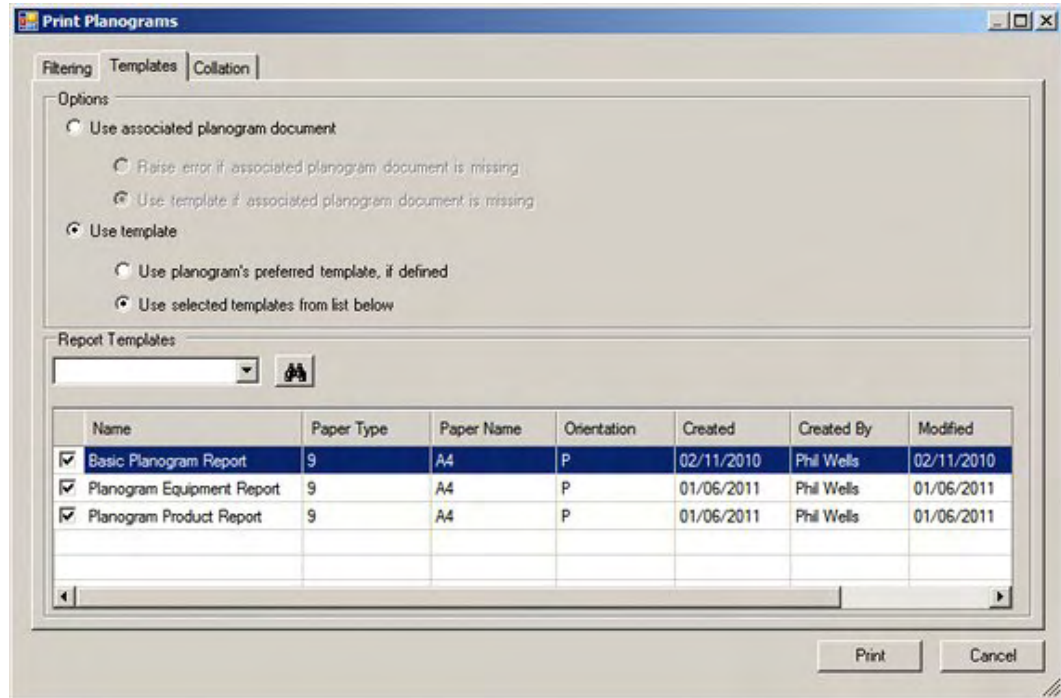 Print Planograms
Filtering Templates Collation
Options
Use associated planogram document
Raise error if associated planogram document is missing
Use template if associated planogram document is missing
Use template
Use planogram's preferred template, if defined
Use selected templates from list below
Report Templates
Name Paper Type Paper Name Orientation Created Created By Modified
Basic Planogram Report 9 A4 P 02/11/2010 Phil Wells 02/11/2010
Planogram Equipment Report 9 A4 P 01/06/2011 Phil Wells 01/06/2011
Planogram Product Report 9 A4 P 01/06/2011 Phil Wells 01/06/2011
Print Cancel